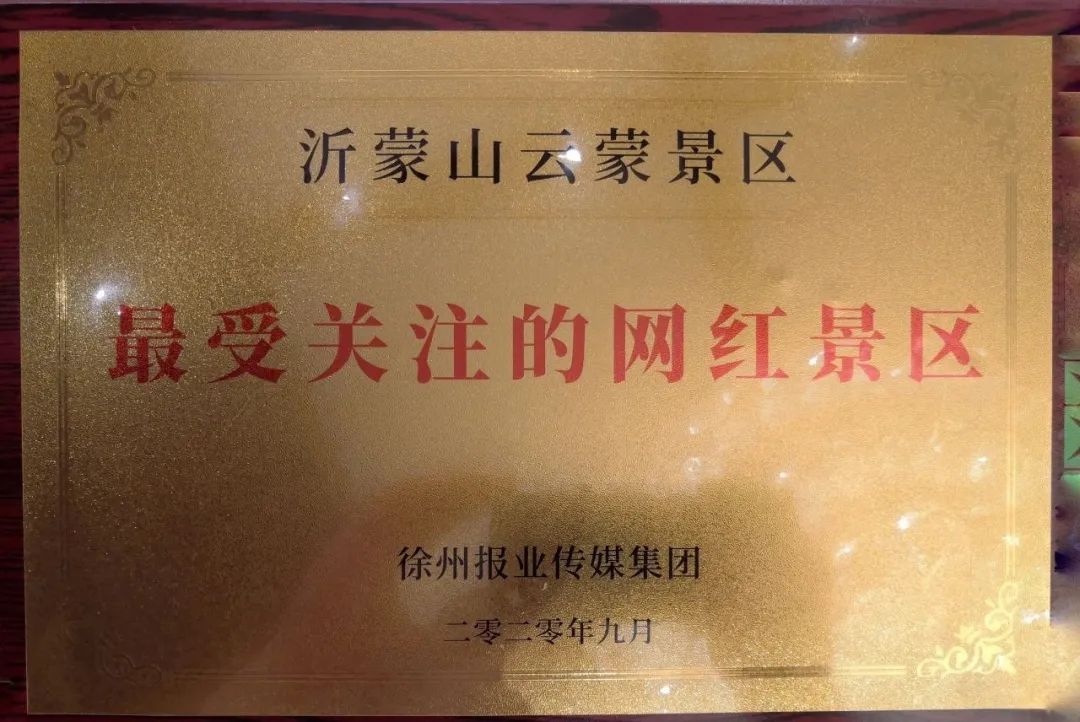 沂蒙山云蒙景区
最受关注的网红景区
徐州报业传媒集团
二零二零年九月